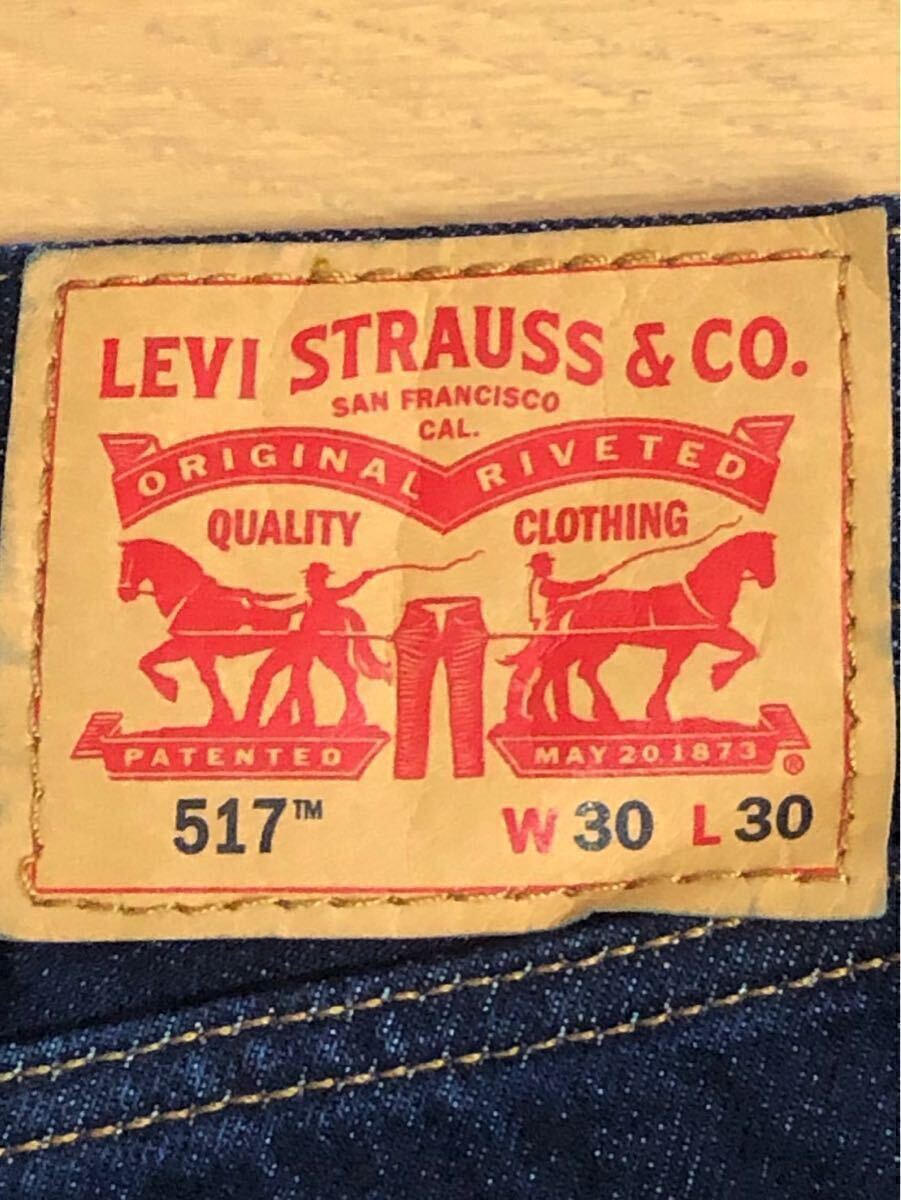 LEVI STRAUSS & CO.
SAN FRANCISCO
CAL.
ORIGINAL RIVETED
QUALITY CLOTHING
PATENTED MAY 20.1873 ®
517™ W 30 L 30